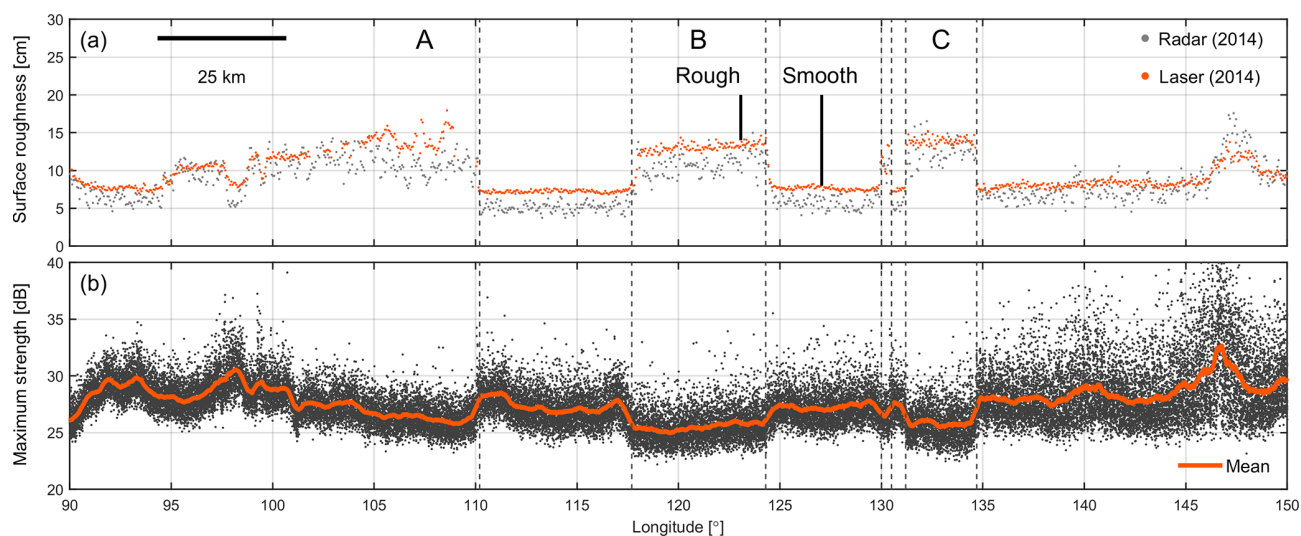 30
25
20
15
10
5
0
Surface roughness [cm]
(a)
25 km
A
B
C
Rough
Smooth
Radar (2014)
Laser (2014)
40
35
30
25
20
Maximum strength [dB]
(b)
Mean
90 95 100 105 110 115 120 125 130 135 140 145 150
Longitude [°]